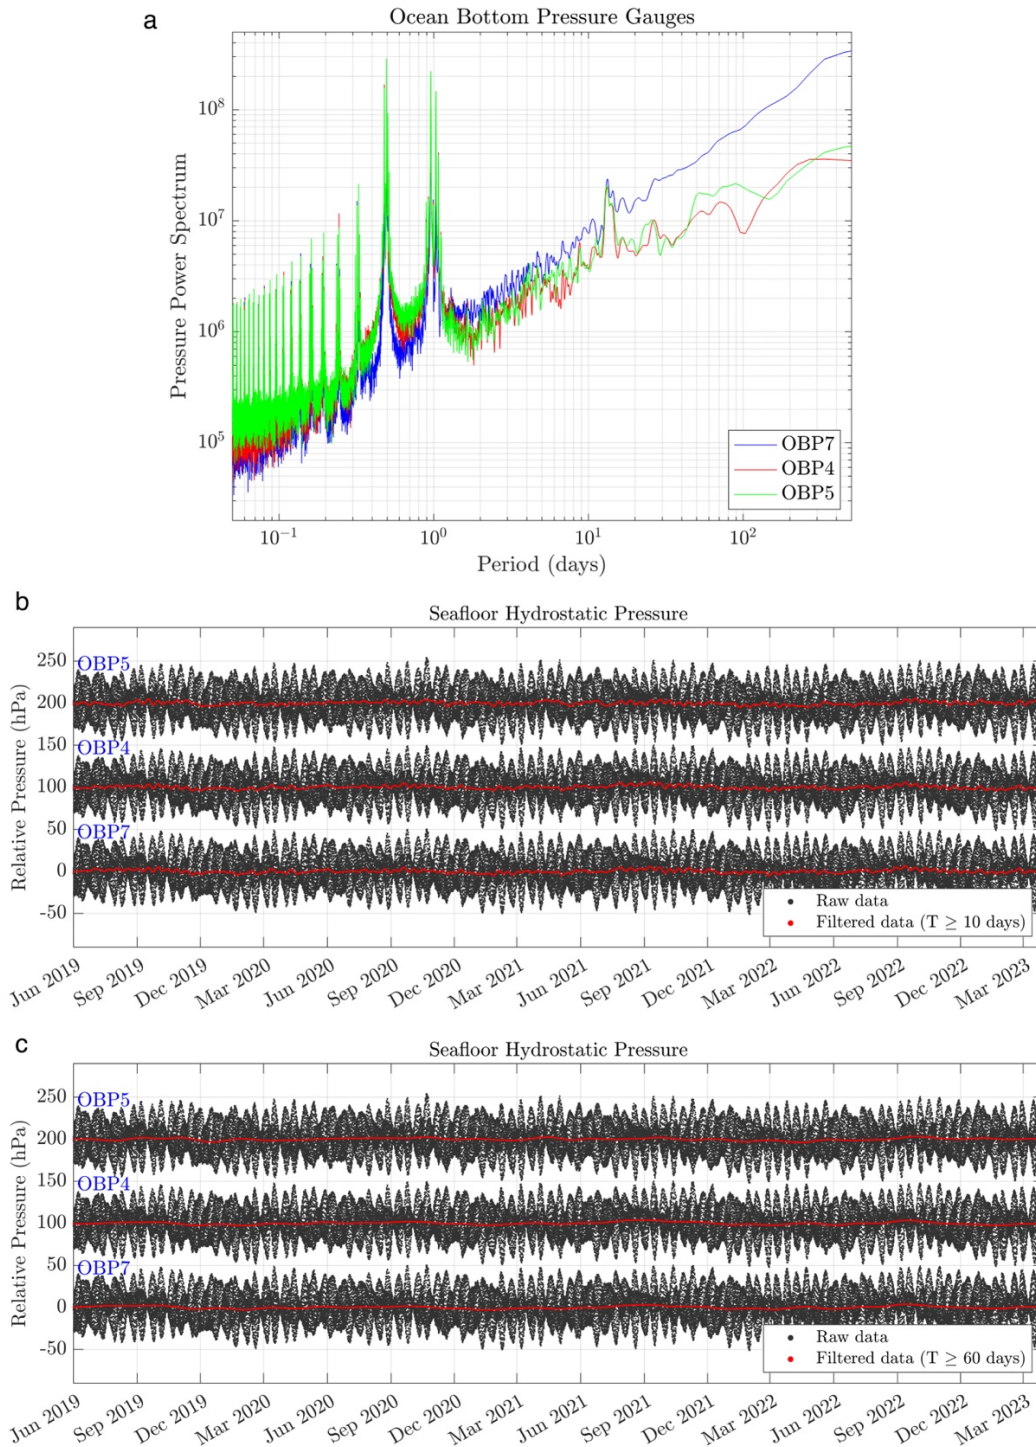 a
Ocean Bottom Pressure Gauges
Pressure Power Spectrum
10^8
10^7
10^6
10^5
OBP7
OBP4
OBP5
10^-1
10^0
10^1
10^2
Period (days)
b
Seafloor Hydrostatic Pressure
Relative Pressure (hPa)
250
200
150
100
50
0
-50
OBP5
OBP4
OBP7
Raw data
Filtered data (T ≥ 10 days)
Jun 2019
Sep 2019
Dec 2019
Mar 2020
Jun 2020
Sep 2020
Dec 2020
Mar 2021
Jun 2021
Sep 2021
Dec 2021
Mar 2022
Jun 2022
Sep 2022
Dec 2022
Mar 2023
c
Seafloor Hydrostatic Pressure
Relative Pressure (hPa)
250
200
150
100
50
0
-50
OBP5
OBP4
OBP7
Raw data
Filtered data (T ≥ 60 days)
Jun 2019
Sep 2019
Dec 2019
Mar 2020
Jun 2020
Sep 2020
Dec 2020
Mar 2021
Jun 2021
Sep 2021
Dec 2021
Mar 2022
Jun 2022
Sep 2022
Dec 2022
Mar 2023